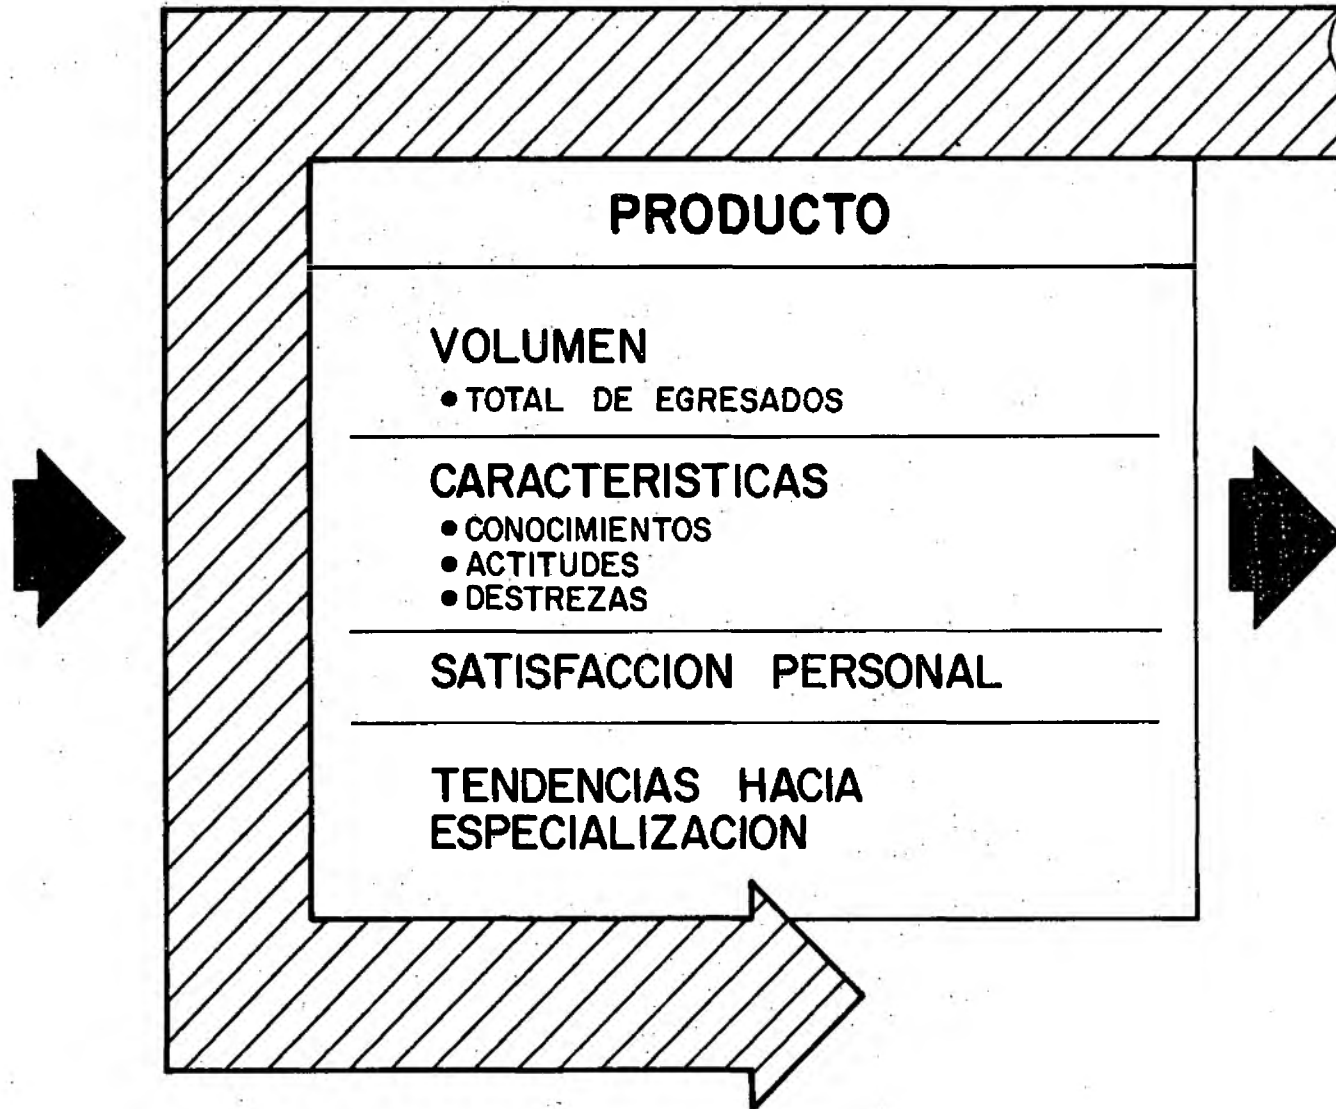 PRODUCTO
VOLUMEN
• TOTAL DE EGRESADOS
CARACTERISTICAS
• CONOCIMIENTOS
• ACTITUDES
• DESTREZAS
SATISFACCION PERSONAL
TENDENCIAS HACIA
ESPECIALIZACION